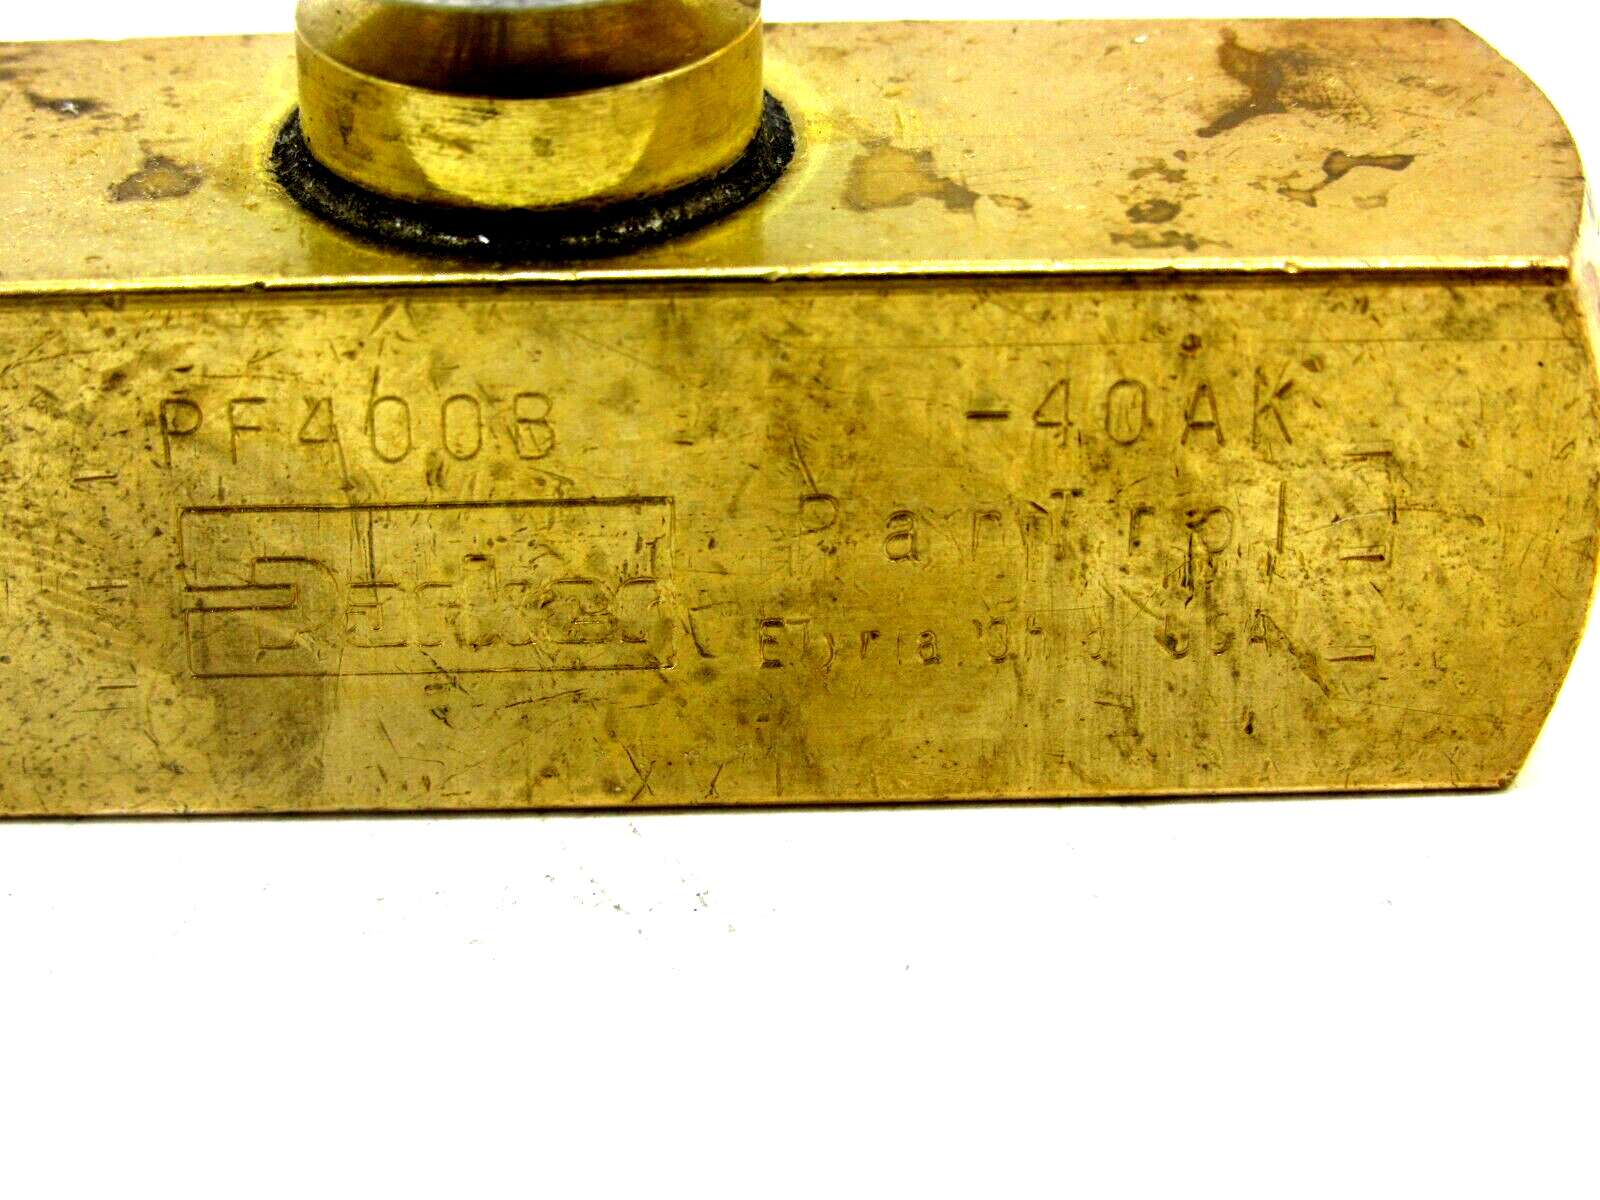 PF400B -40AK
Parker ParTrol
Elyria, Ohio USA